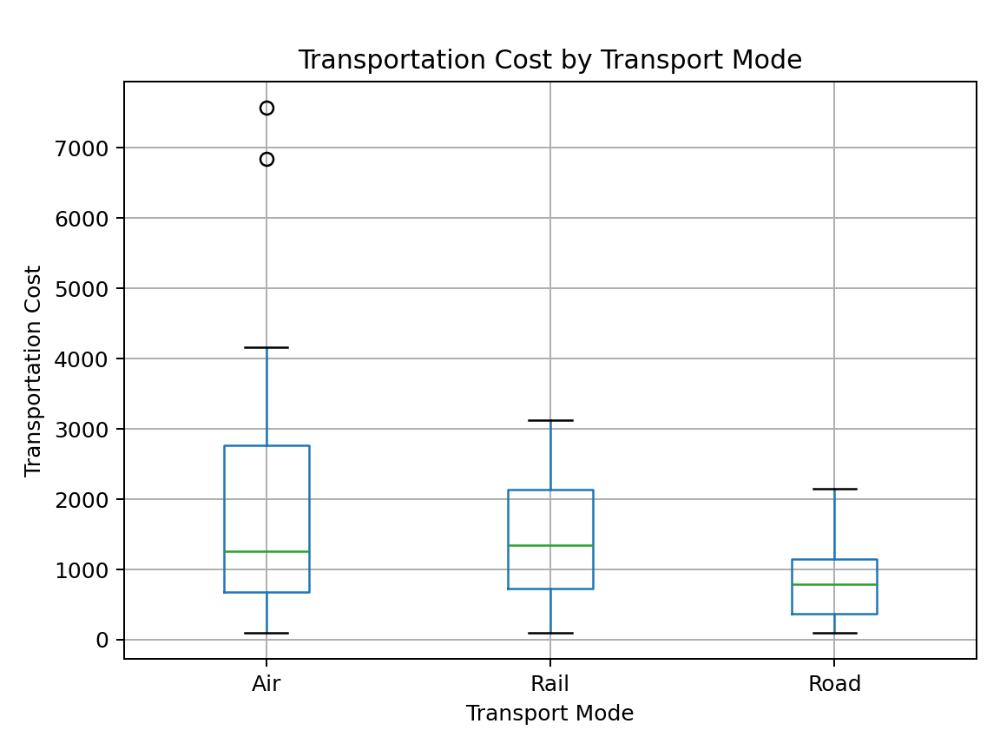 Transportation Cost by Transport Mode
7000
6000
5000
4000
3000
2000
1000
0
Transportation Cost
Air Rail Road
Transport Mode